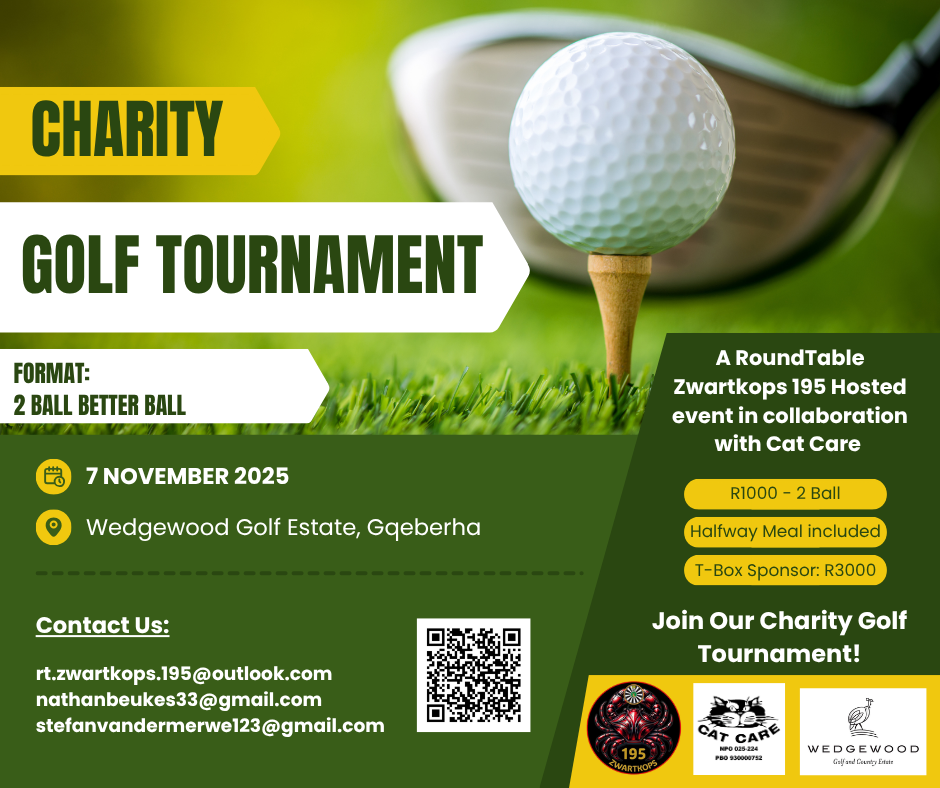 CHARITY
GOLF TOURNAMENT
FORMAT:
2 BALL BETTER BALL
7 NOVEMBER 2025
Wedgewood Golf Estate, Gqeberha
Contact Us:
rt.zwartkops.195@outlook.com
nathanbeukes33@gmail.com
stefanvandermerwe123@gmail.com
A RoundTable
Zwartkops 195 Hosted
event in collaboration
with Cat Care
R1000 - 2 Ball
Halfway Meal included
T-Box Sponsor: R3000
Join Our Charity Golf
Tournament!
195
ZWARTKOPS
CAT CARE
NPO 025-224
PBO 930000752
WEDGEWOOD
Golf and Country Estate